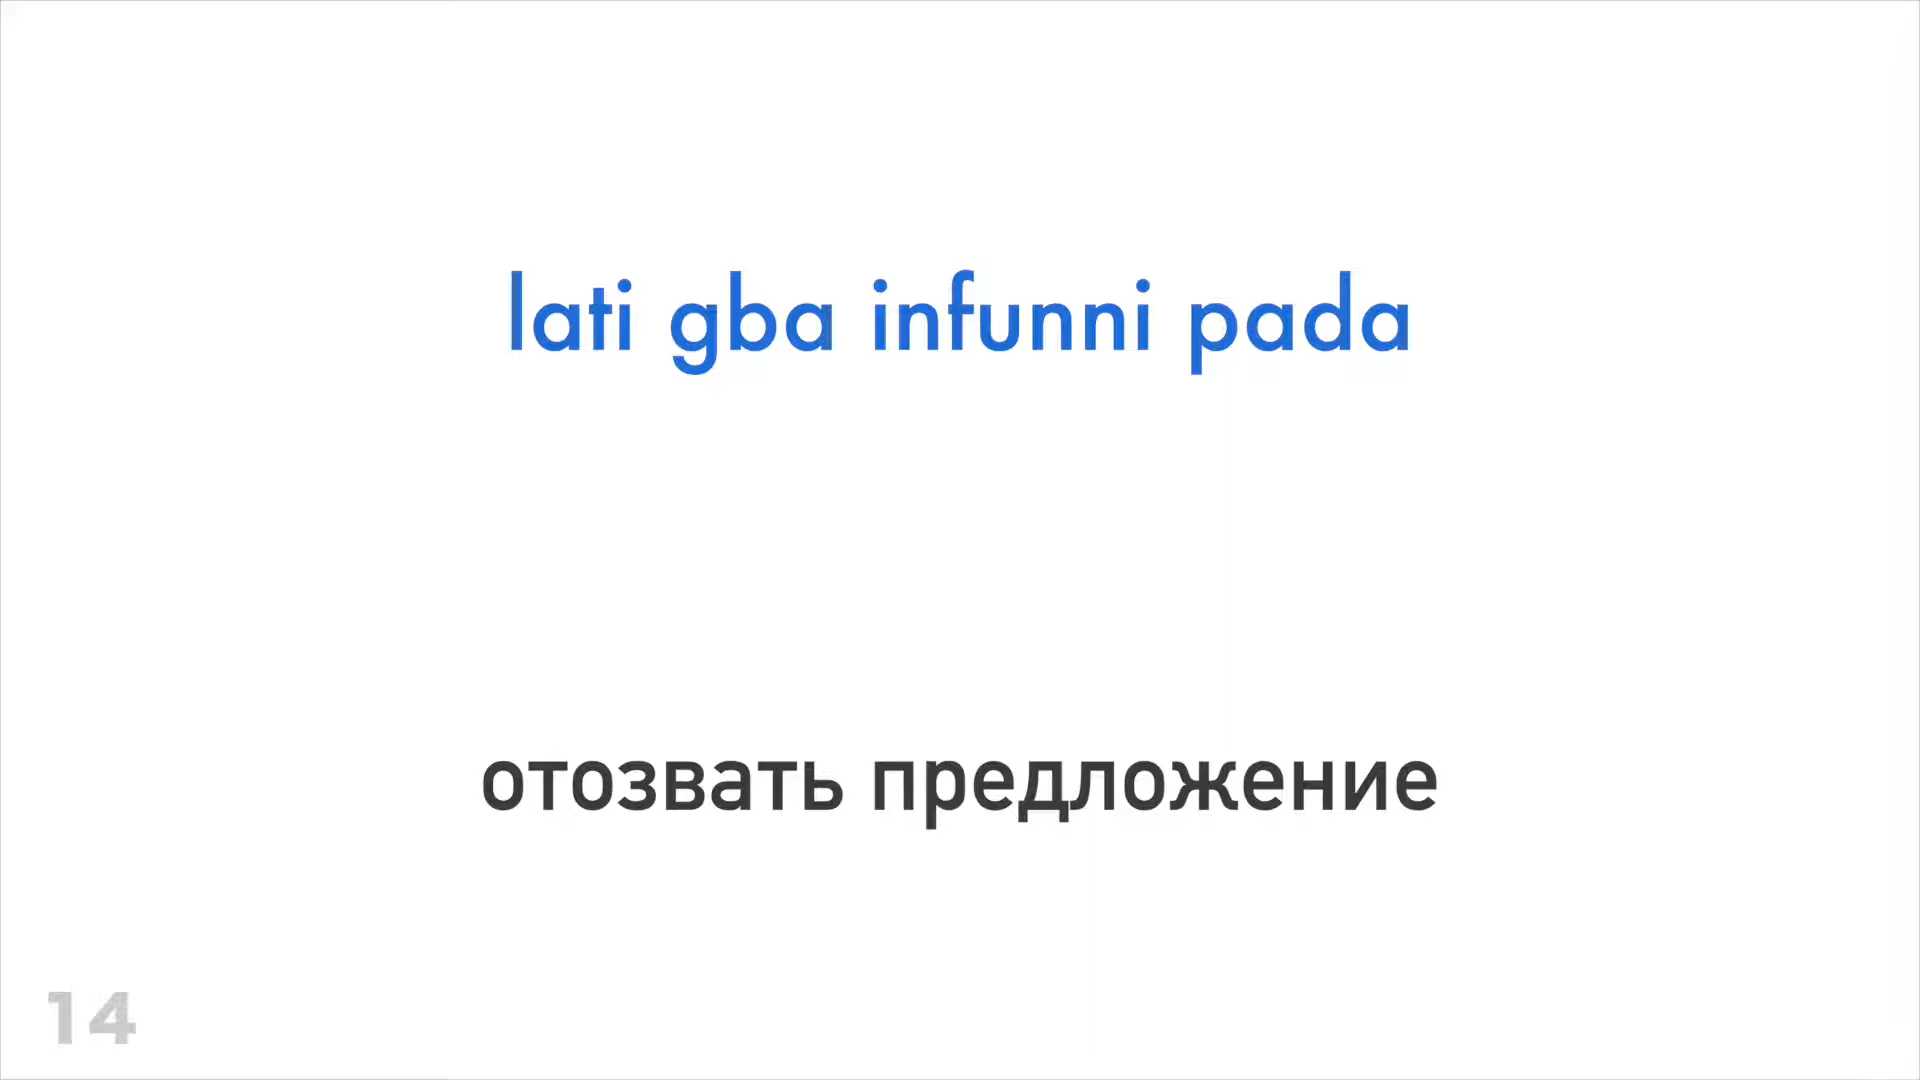 lati gba infunni pada
отозвать предложение
14